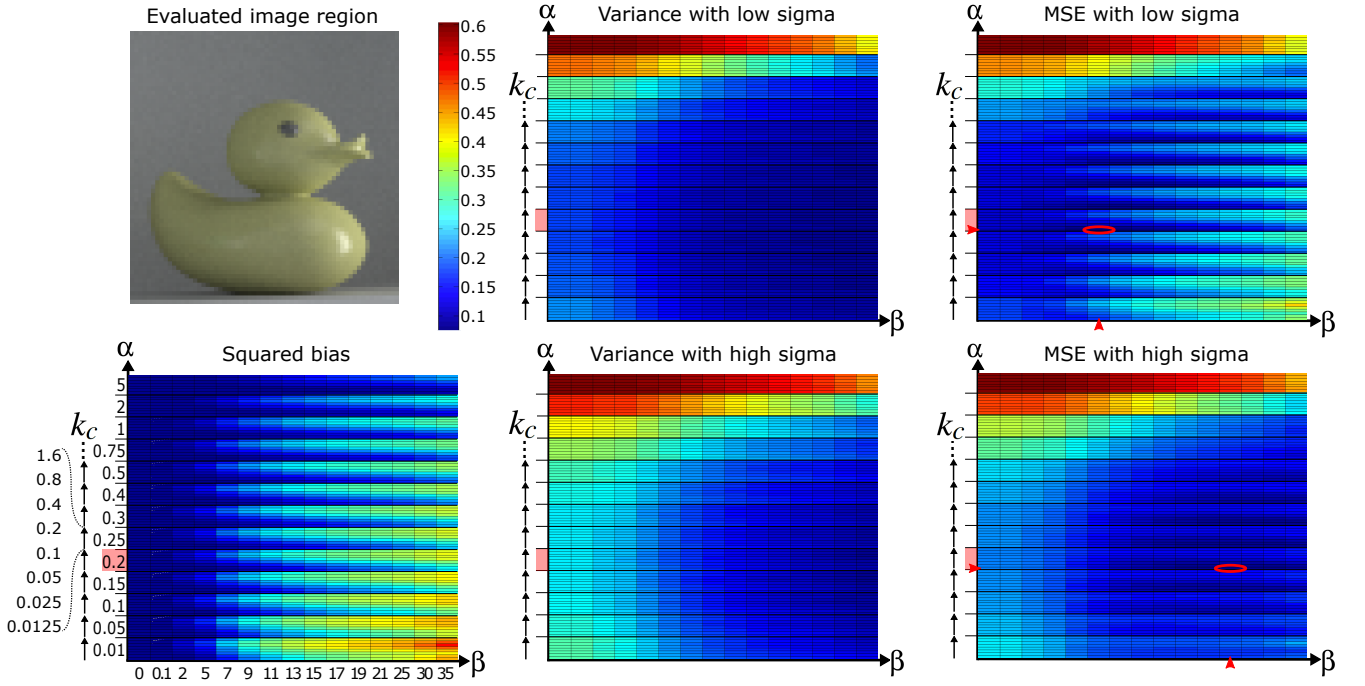 Evaluated image region
0.6
0.55
0.5
0.45
0.4
0.35
0.3
0.25
0.2
0.15
0.1
Variance with low sigma
α
k_c
β
MSE with low sigma
α
k_c
β
Squared bias
α
k_c
5
2
1
0.75
0.5
0.4
0.3
0.25
0.2
0.15
0.1
0.05
0.01
1.6
0.8
0.4
0.2
0.1
0.05
0.025
0.0125
0 0.1 2 5 7 9 11 13 15 17 19 21 25 30 35
β
Variance with high sigma
α
k_c
β
MSE with high sigma
α
k_c
β